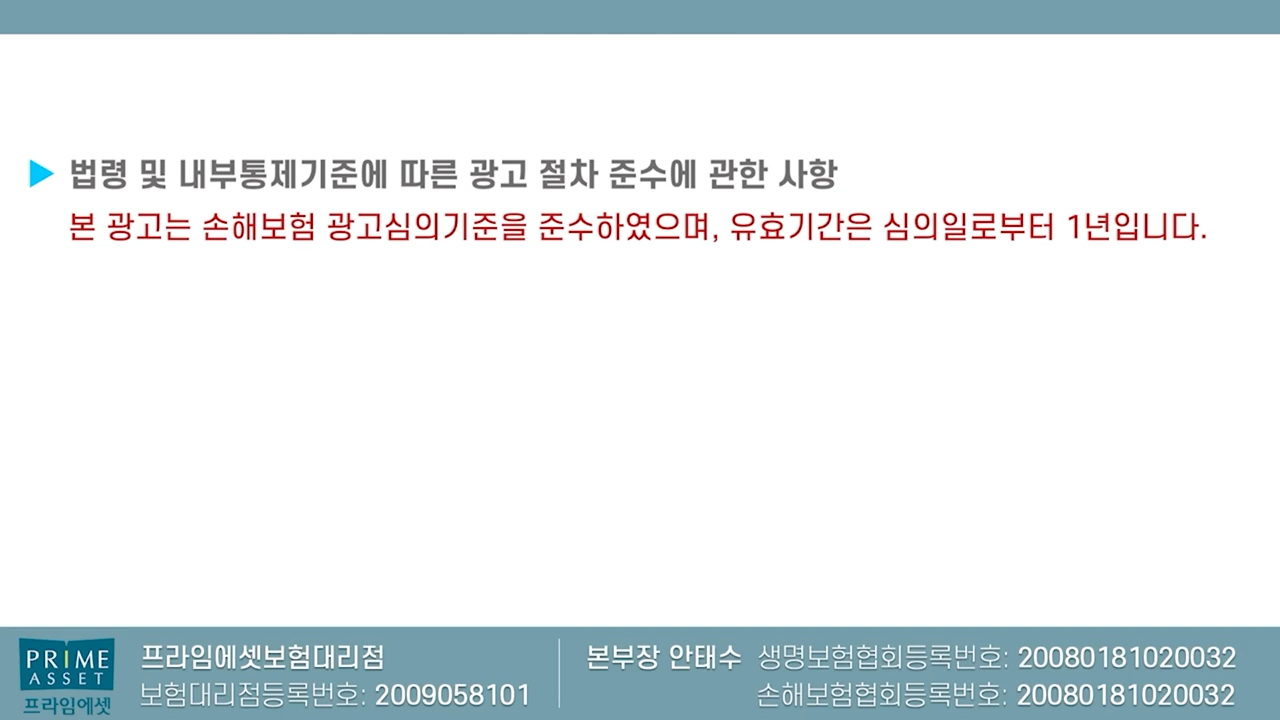 ▶ 법령 및 내부통제기준에 따른 광고 절차 준수에 관한 사항
본 광고는 손해보험 광고심의기준을 준수하였으며, 유효기간은 심의일로부터 1년입니다.
PRIME
ASSET
프라임에셋
프라임에셋보험대리점
보험대리점등록번호: 2009058101
본부장 안태수 생명보험협회등록번호: 20080181020032
손해보험협회등록번호: 20080181020032